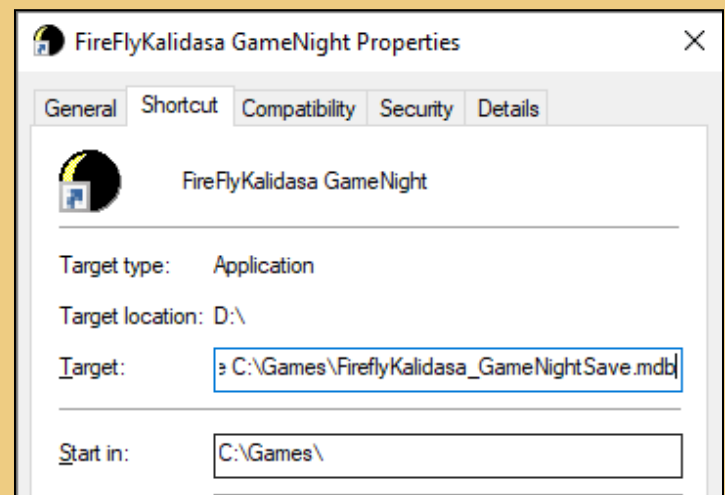 FireFlyKalidasa GameNight Properties
General Shortcut Compatibility Security Details
FireFlyKalidasa GameNight
Target type: Application
Target location: D:\
Target: e C:\Games\FireflyKalidasa_GameNightSave.mdb
Start in: C:\Games\